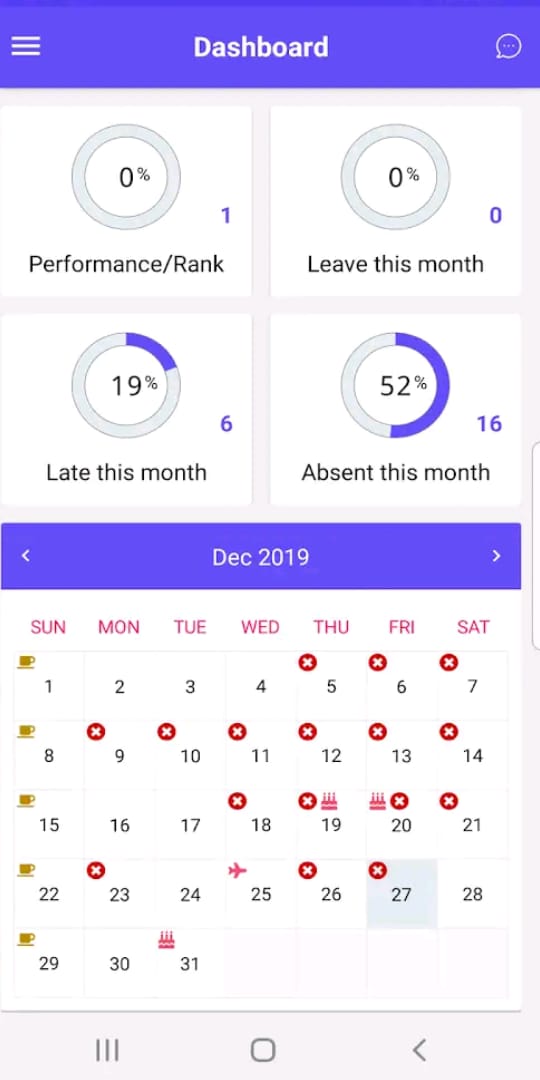 Dashboard
0%
1
Performance/Rank
0%
0
Leave this month
19%
6
Late this month
52%
16
Absent this month
Dec 2019
SUN MON TUE WED THU FRI SAT
1 2 3 4 5 6 7
8 9 10 11 12 13 14
15 16 17 18 19 20 21
22 23 24 25 26 27 28
29 30 31